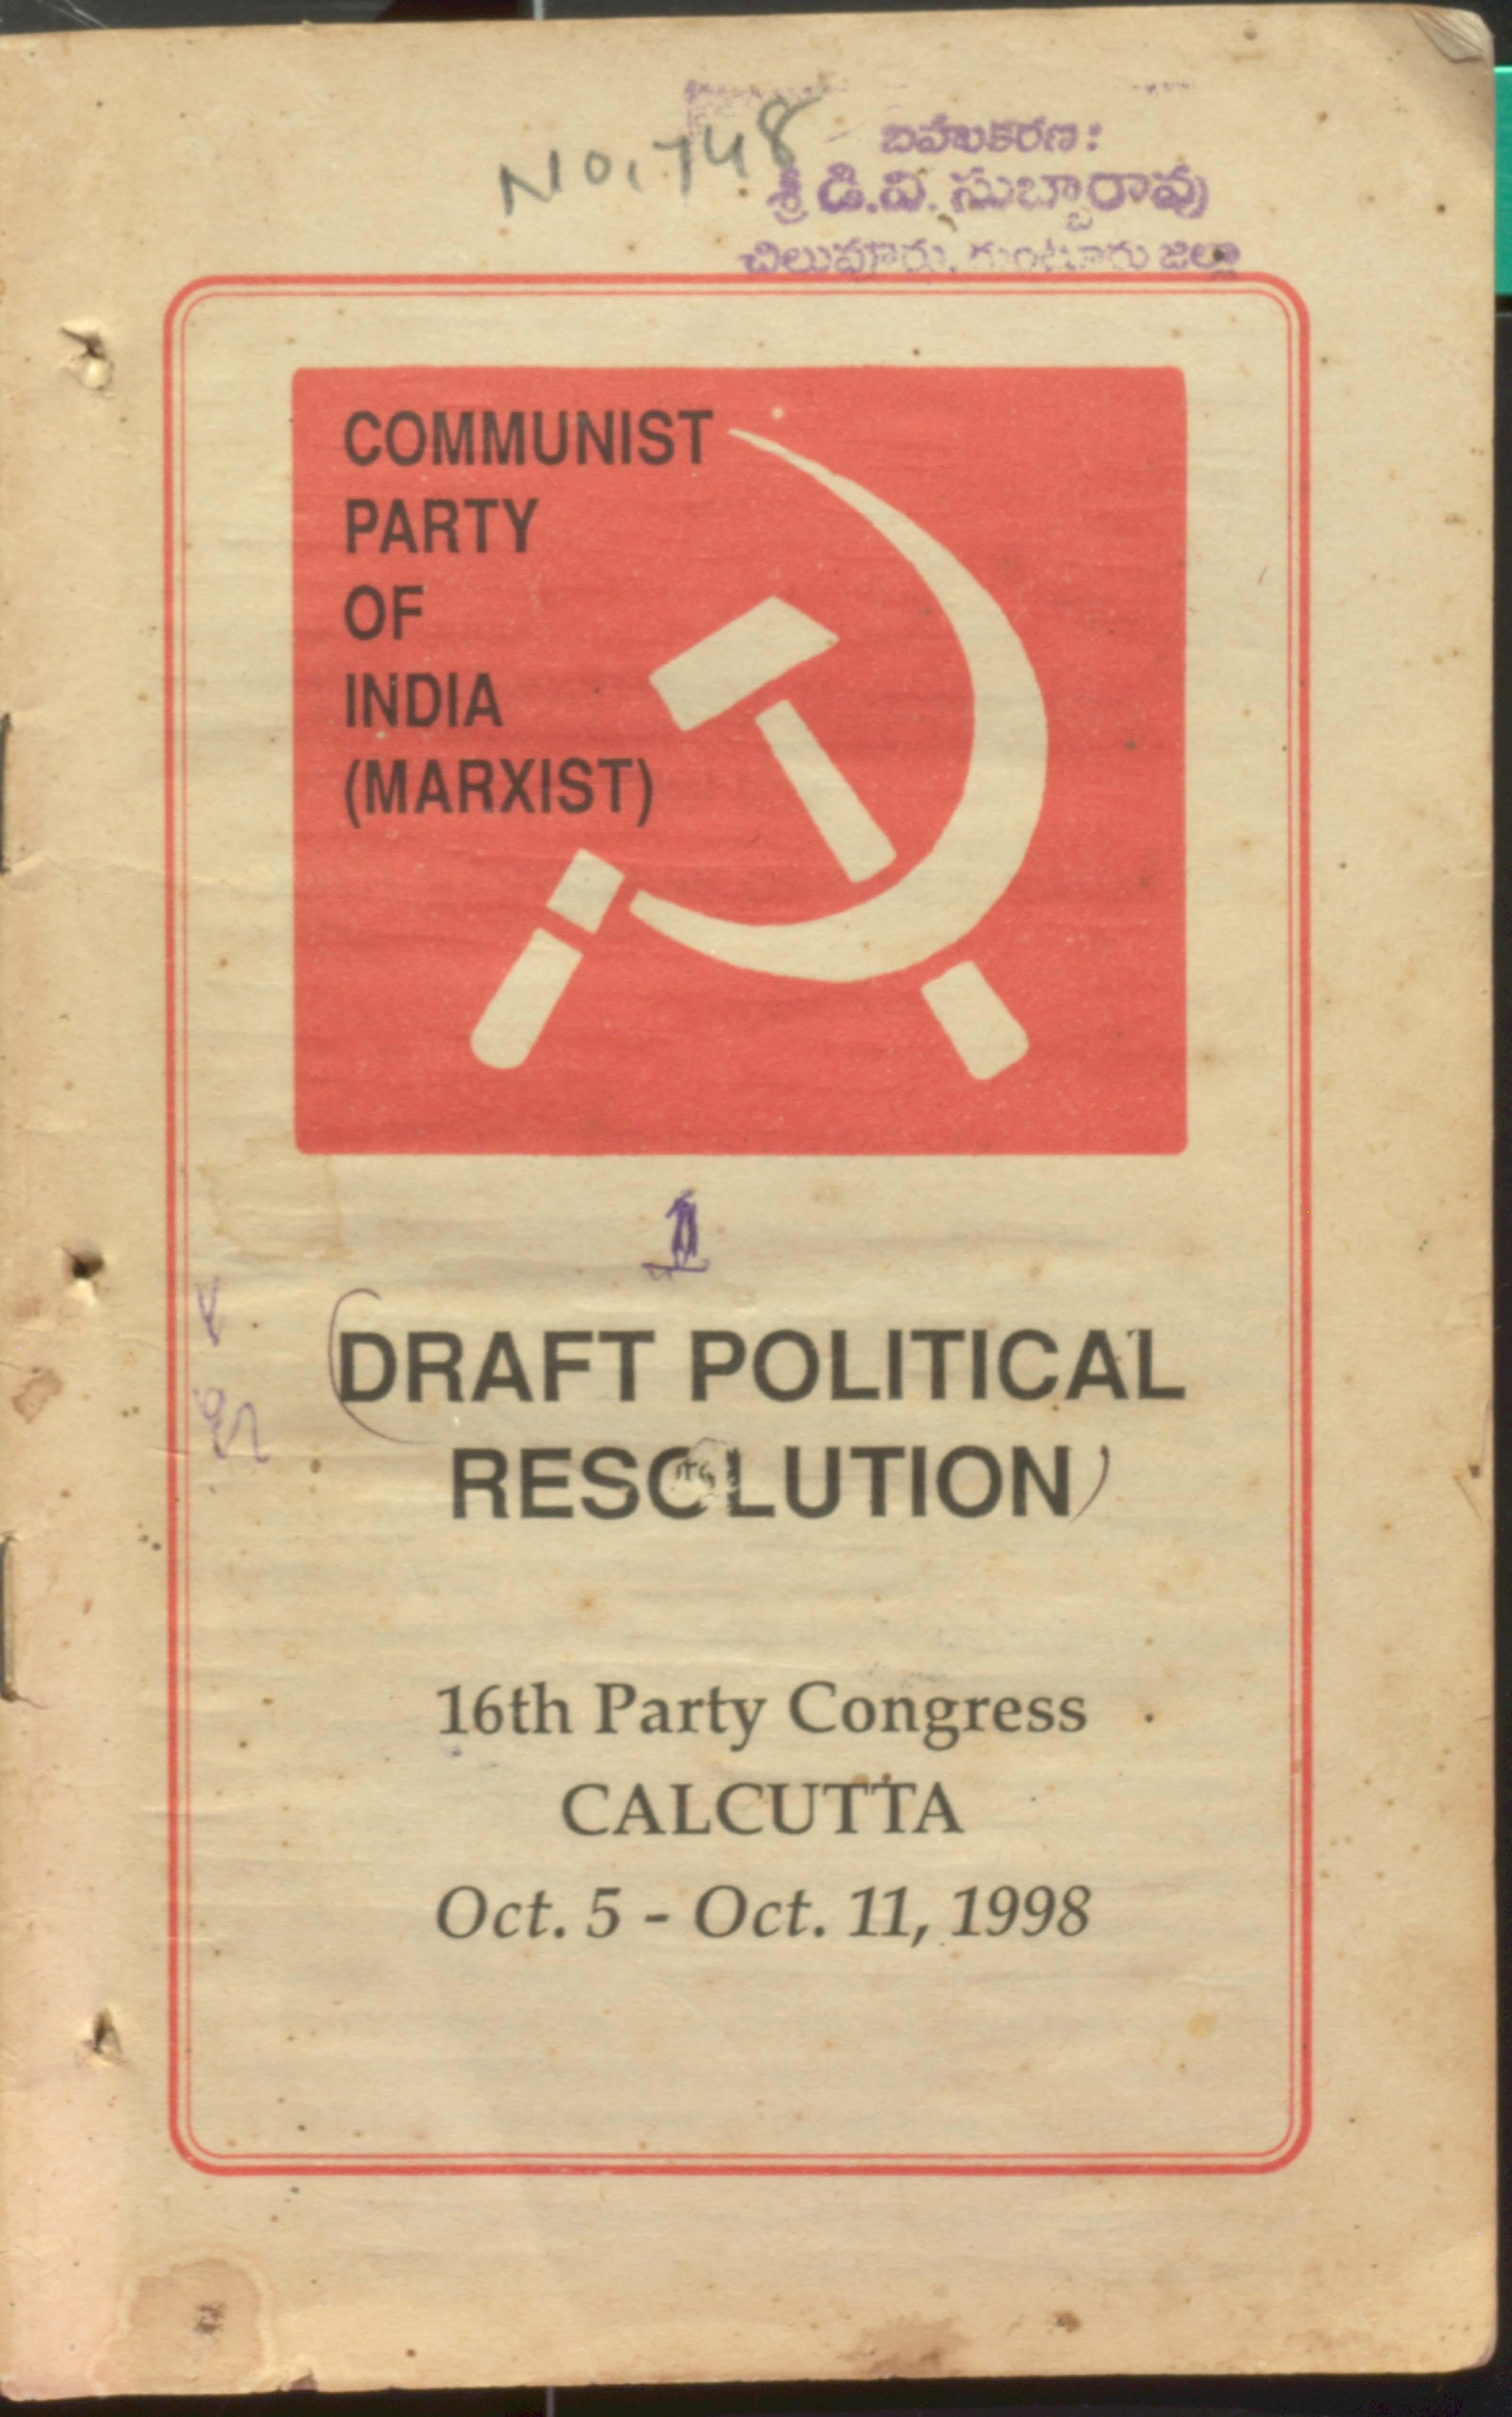 NO. 748
బహుకరణ:
శ్రీ డి.వి. సుబ్బారావు
చిలువూరు, గుంటూరు జిల్లా
COMMUNIST
PARTY
OF
INDIA
(MARXIST)
1
(DRAFT POLITICAL
RESOLUTION)
16th Party Congress
CALCUTTA
Oct. 5 - Oct. 11, 1998